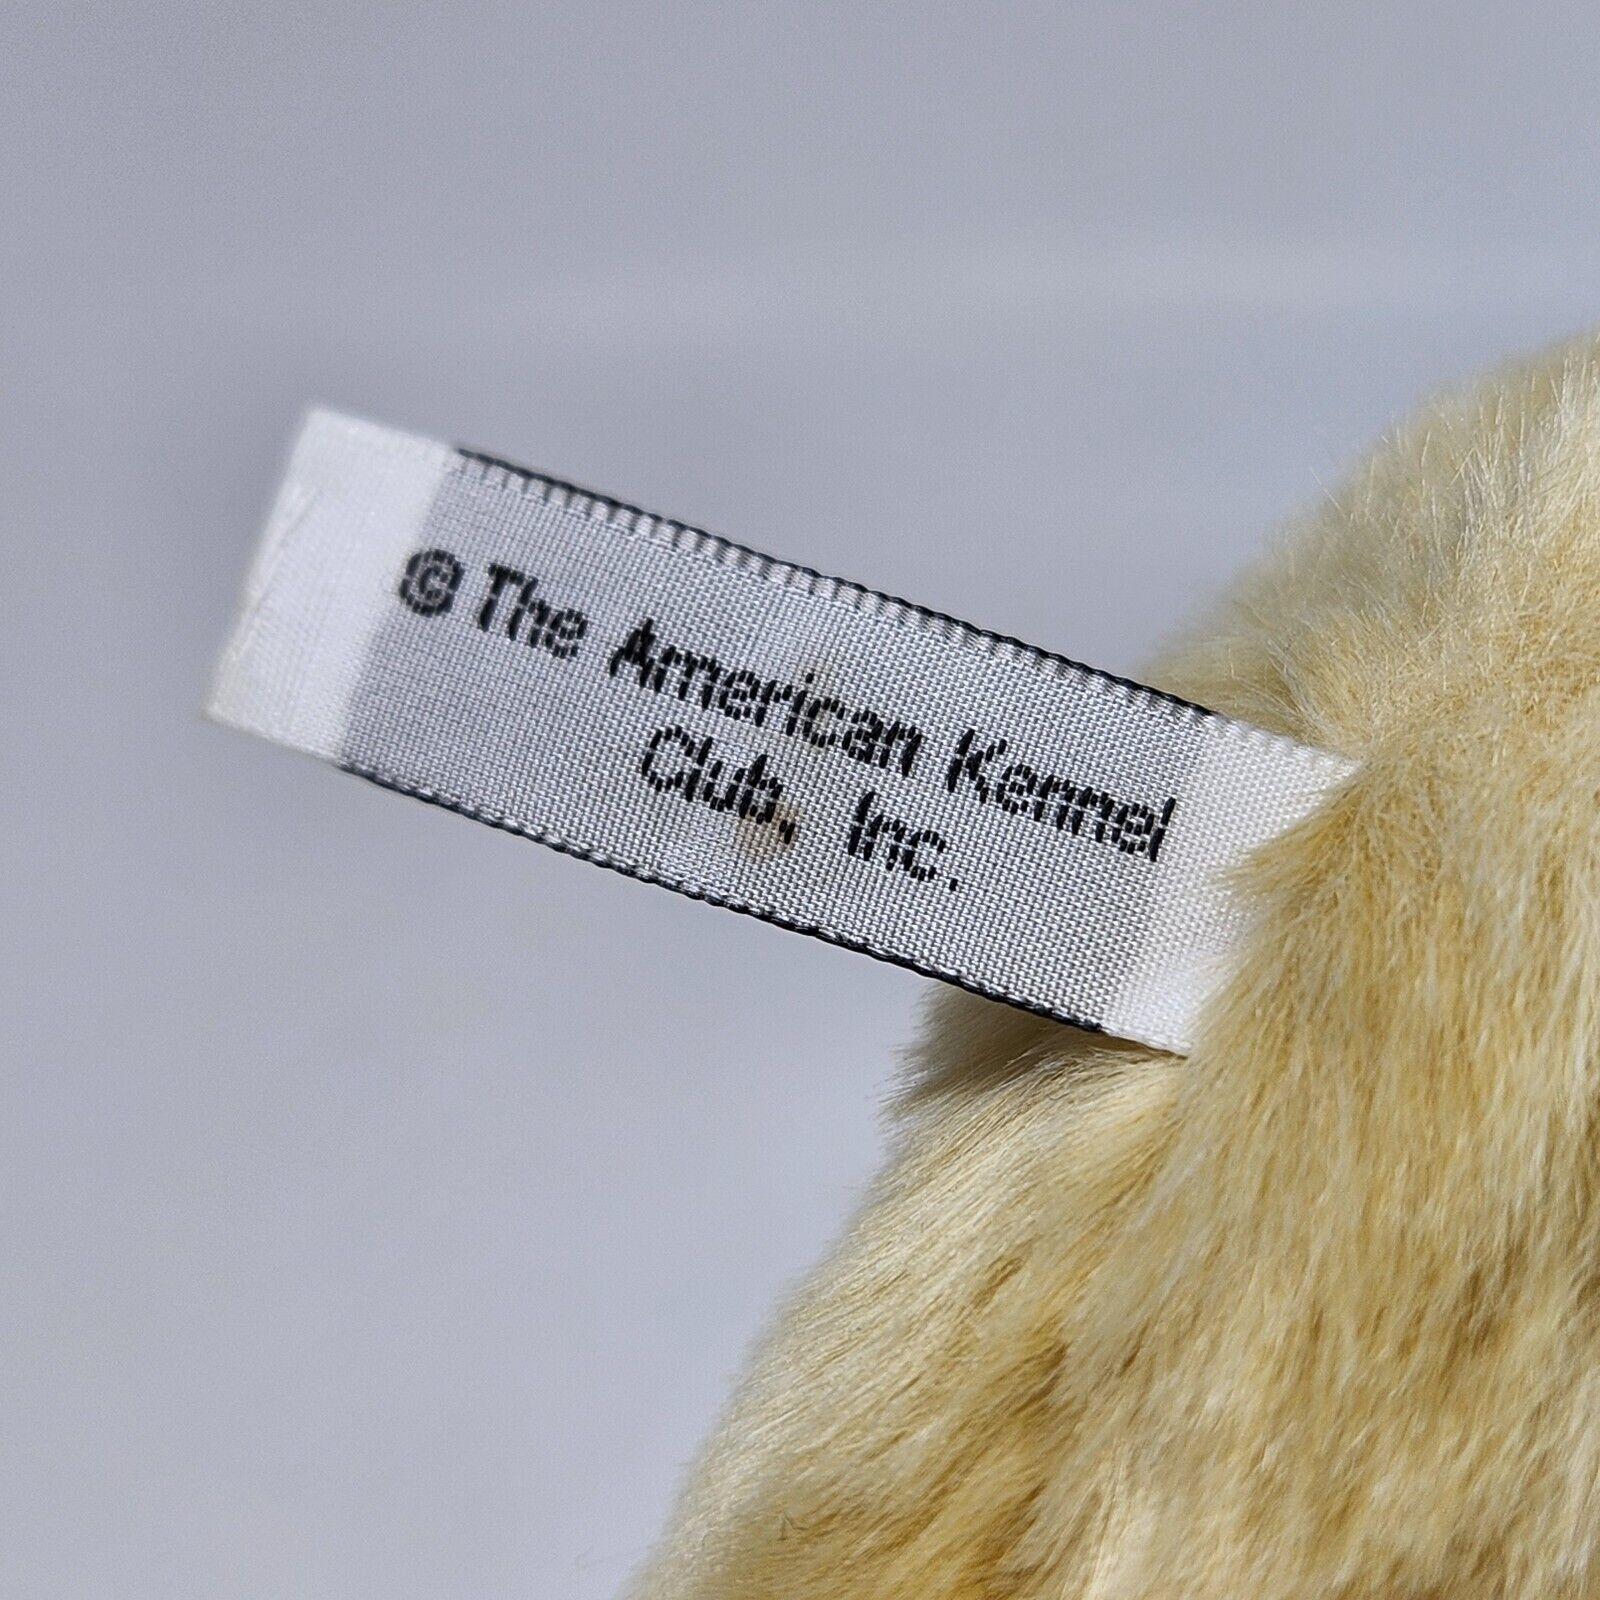 © The American Kennel
Club, Inc.